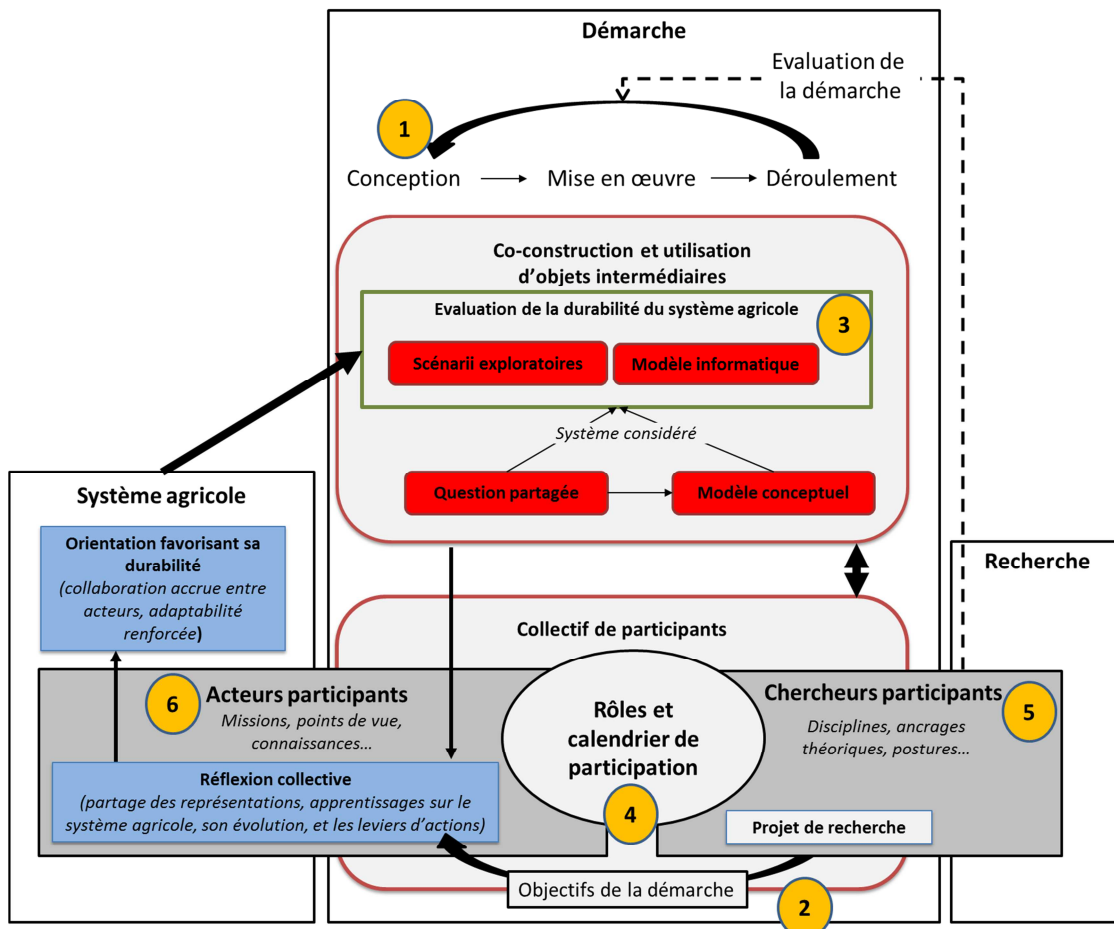 Démarche
Evaluation de
la démarche
1
Conception
Mise en œuvre
Déroulement
Co-construction et utilisation
d'objets intermédiaires
Evaluation de la durabilité du système agricole
3
Scénarii exploratoires
Modèle informatique
Système considéré
Question partagée
Modèle conceptuel
Système agricole
Orientation favorisant sa
durabilité
(collaboration accrue entre
acteurs, adaptabilité
renforcée)
Recherche
Collectif de participants
6
Acteurs participants
Missions, points de vue,
connaissances…
Rôles et
calendrier de
participation
4
Chercheurs participants
5
Disciplines, ancrages
théoriques, postures…
Réflexion collective
(partage des représentations, apprentissages sur le
système agricole, son évolution, et les leviers d'actions)
Projet de recherche
Objectifs de la démarche
2